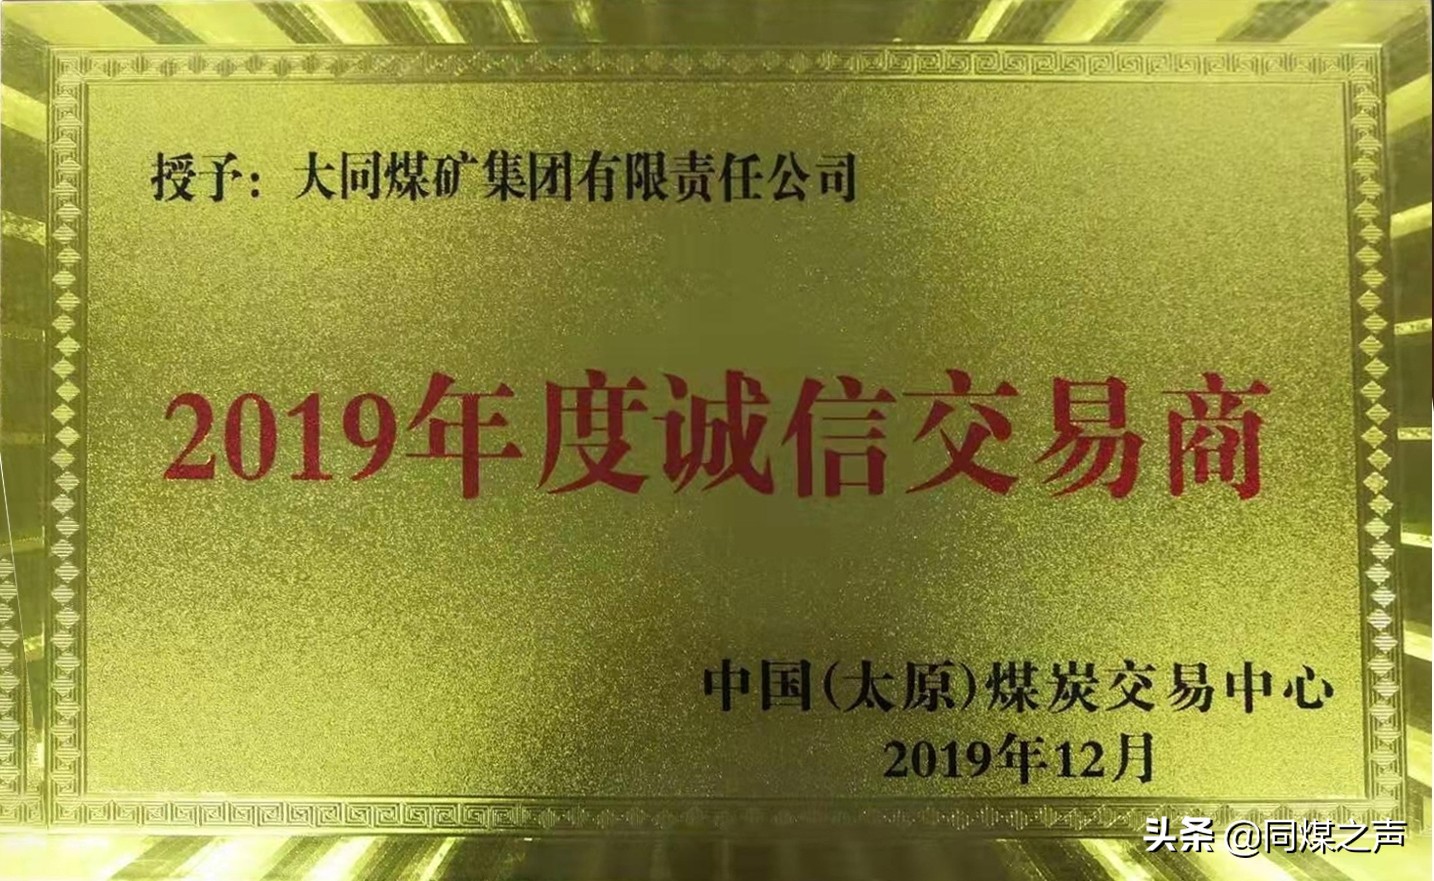 授予：大同煤矿集团有限责任公司
2019年度诚信交易商
中国(太原)煤炭交易中心
2019年12月
头条 @同煤之声